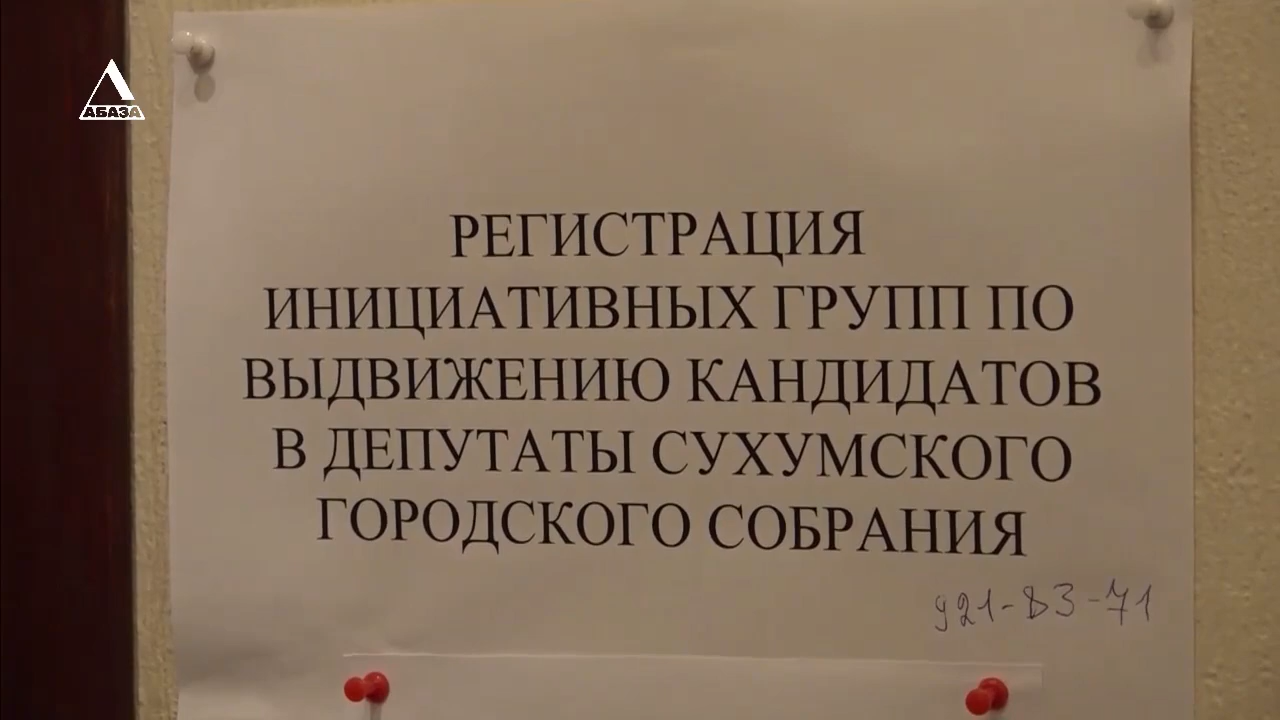 АБАЗА
РЕГИСТРАЦИЯ
ИНИЦИАТИВНЫХ ГРУПП ПО
ВЫДВИЖЕНИЮ КАНДИДАТОВ
В ДЕПУТАТЫ СУХУМСКОГО
ГОРОДСКОГО СОБРАНИЯ
921-83-71